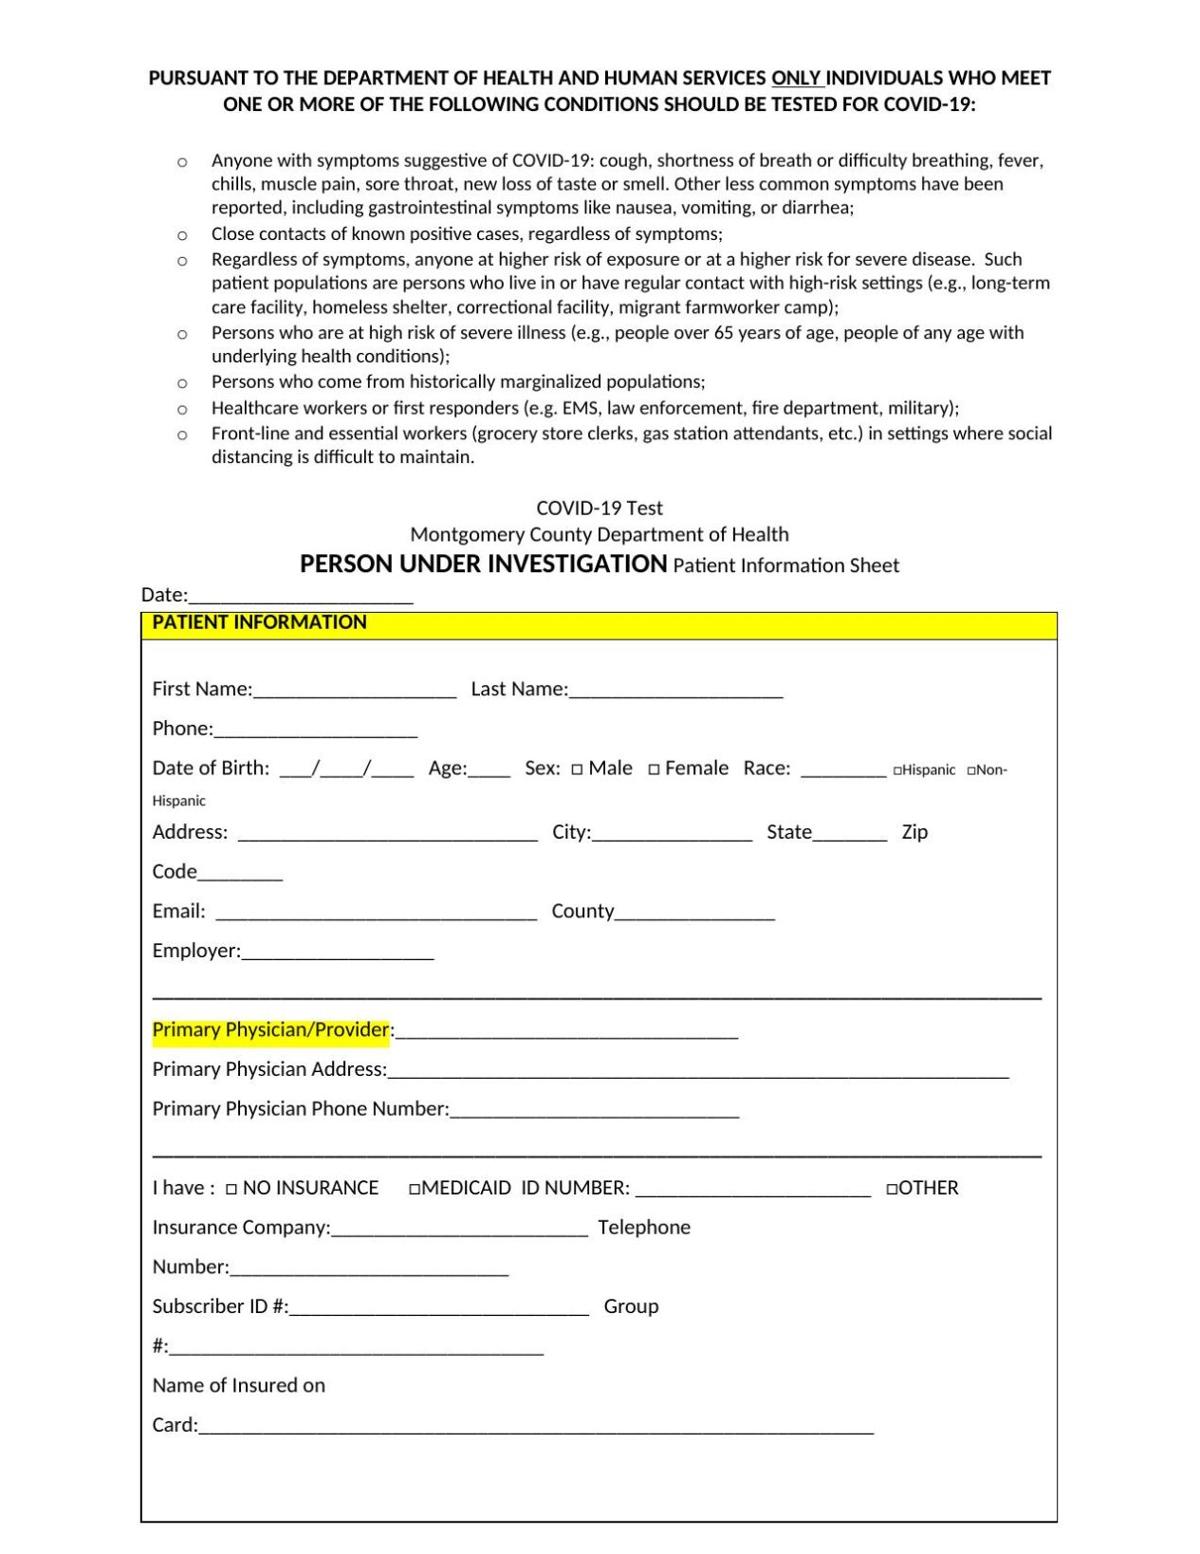 PURSUANT TO THE DEPARTMENT OF HEALTH AND HUMAN SERVICES ONLY INDIVIDUALS WHO MEET
ONE OR MORE OF THE FOLLOWING CONDITIONS SHOULD BE TESTED FOR COVID-19:
○ Anyone with symptoms suggestive of COVID-19: cough, shortness of breath or difficulty breathing, fever,
chills, muscle pain, sore throat, new loss of taste or smell. Other less common symptoms have been
reported, including gastrointestinal symptoms like nausea, vomiting, or diarrhea;
○ Close contacts of known positive cases, regardless of symptoms;
○ Regardless of symptoms, anyone at higher risk of exposure or at a higher risk for severe disease. Such
patient populations are persons who live in or have regular contact with high-risk settings (e.g., long-term
care facility, homeless shelter, correctional facility, migrant farmworker camp);
○ Persons who are at high risk of severe illness (e.g., people over 65 years of age, people of any age with
underlying health conditions);
○ Persons who come from historically marginalized populations;
○ Healthcare workers or first responders (e.g. EMS, law enforcement, fire department, military);
○ Front-line and essential workers (grocery store clerks, gas station attendants, etc.) in settings where social
distancing is difficult to maintain.
COVID-19 Test
Montgomery County Department of Health
PERSON UNDER INVESTIGATION Patient Information Sheet
Date:_____________________
PATIENT INFORMATION
First Name:___________________ Last Name:____________________
Phone:___________________
Date of Birth: ___/____/____ Age:____ Sex: □ Male □ Female Race: ________ □Hispanic □Non-
Hispanic
Address: ____________________________ City:_______________ State_______ Zip
Code________
Email: ______________________________ County_______________
Employer:__________________
Primary Physician/Provider:________________________________
Primary Physician Address:__________________________________________________________
Primary Physician Phone Number:___________________________
I have : □ NO INSURANCE □MEDICAID ID NUMBER: ______________________ □OTHER
Insurance Company:________________________ Telephone
Number:__________________________
Subscriber ID #:____________________________ Group
#:___________________________________
Name of Insured on
Card:_______________________________________________________________